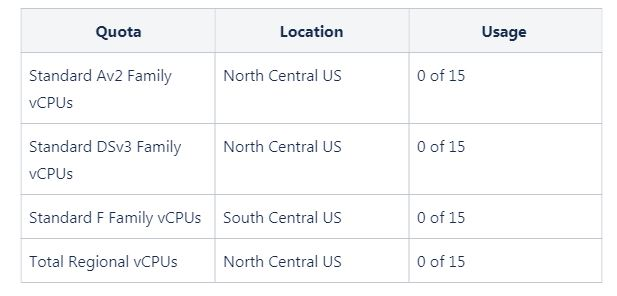 Quota Location Usage
Standard Av2 Family vCPUs North Central US 0 of 15
Standard DSv3 Family vCPUs North Central US 0 of 15
Standard F Family vCPUs South Central US 0 of 15
Total Regional vCPUs North Central US 0 of 15